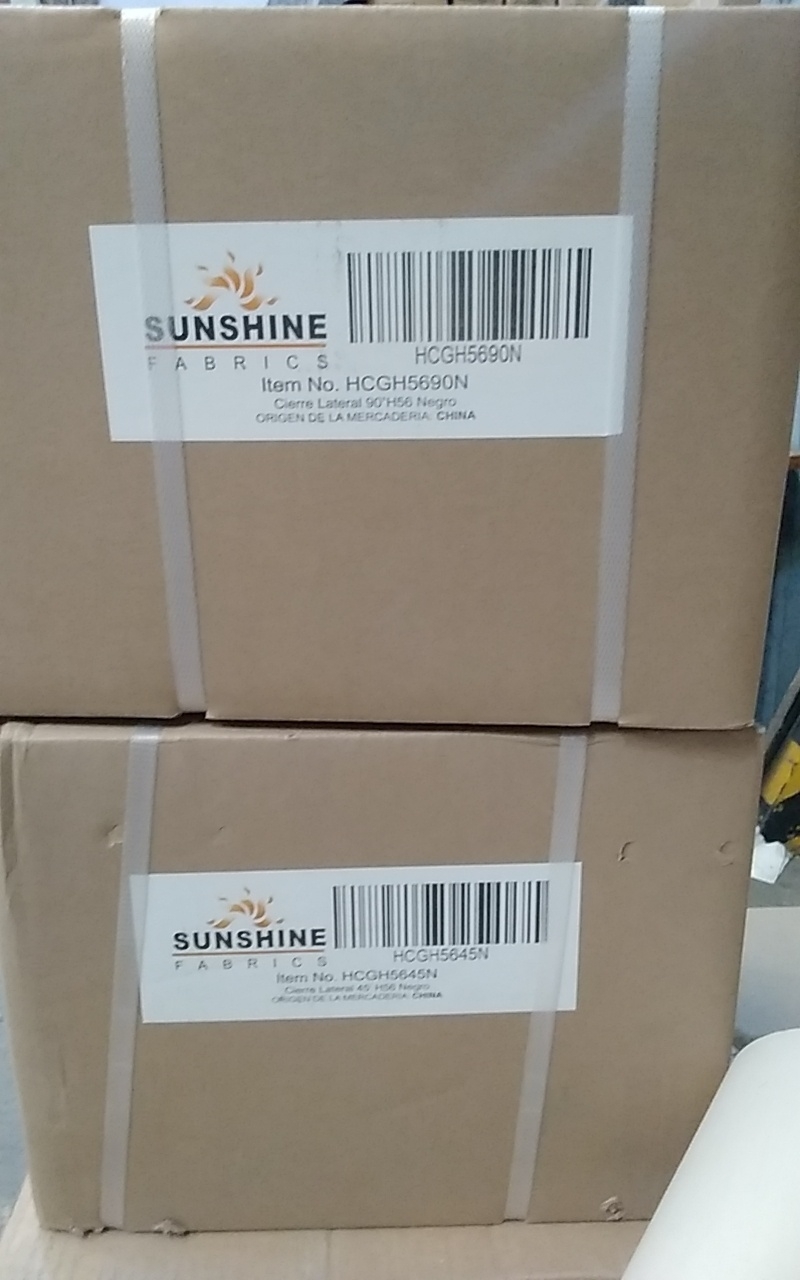 SUNSHINE
FABRICS
HCGH5690N
Item No. HCGH5690N
Cierre Lateral 90°H56 Negro
ORIGEN DE LA MERCADERIA: CHINA
SUNSHINE
FABRICS
HCGH5645N
Item No. HCGH5645N
Cierre Lateral 45° H56 Negro
ORIGEN DE LA MERCADERIA: CHINA